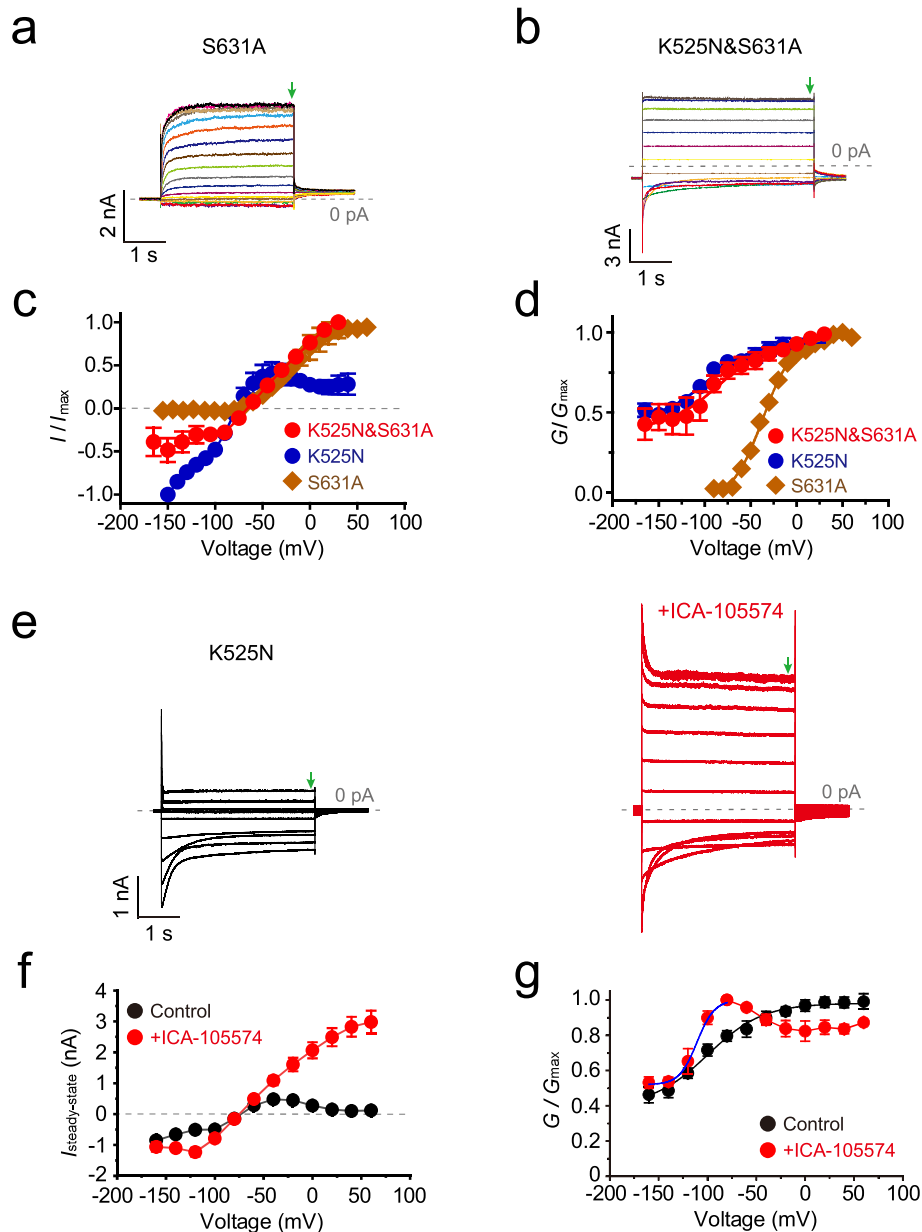 a
S631A
0 pA
2 nA
1 s
b
K525N&S631A
0 pA
3 nA
1 s
c
I / Imax
1.0
0.5
0.0
-0.5
-1.0
K525N&S631A
K525N
S631A
-200 -150 -100 -50 0 50 100
Voltage (mV)
d
G/Gmax
1.0
0.5
0.0
K525N&S631A
K525N
S631A
-200 -150 -100 -50 0 50 100
Voltage (mV)
e
K525N
0 pA
1 nA
1 s
+ICA-105574
0 pA
f
Isteady-state (nA)
4
3
2
1
0
-1
-2
Control
+ICA-105574
-200 -150 -100 -50 0 50 100
Voltage (mV)
g
G / Gmax
1.0
0.8
0.6
0.4
0.2
0
Control
+ICA-105574
-200 -150 -100 -50 0 50 100
Voltage (mV)